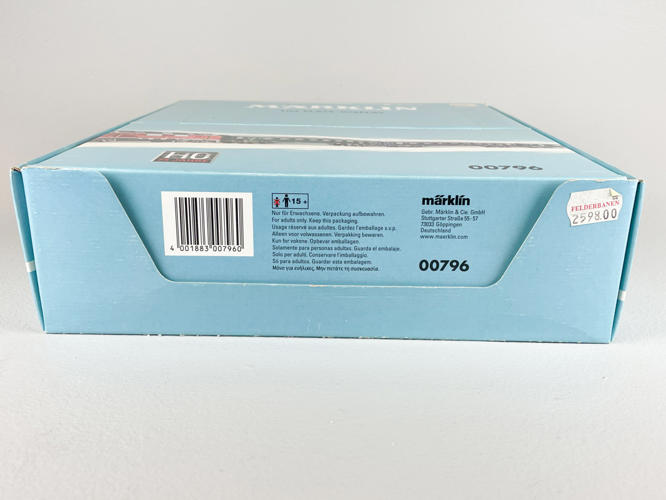 MÄRKLIN
H0
00796
4 001883 007960
15 +
Nur für Erwachsene. Verpackung aufbewahren.
For adults only. Keep this packaging.
Usage réservé aux adultes. Gardez l'emballage s.v.p.
Alleen voor volwassenen. Verpakking bewaren.
Kun for voksne. Opbevar emballagen.
Solamente para personas adultas. Guarda el embalaje.
Solo per adulti. Conservare l'imballaggio.
Só para adultos. Guardar esta embalagem.
Μόνο για ενήλικες. Μην πετάτε τη συσκευασία.
märklin
Gebr. Märklin & Cie. GmbH
Stuttgarter Straße 55 - 57
73033 Göppingen
Deutschland
www.maerklin.com
00796
FELDERBANEN
2598.00